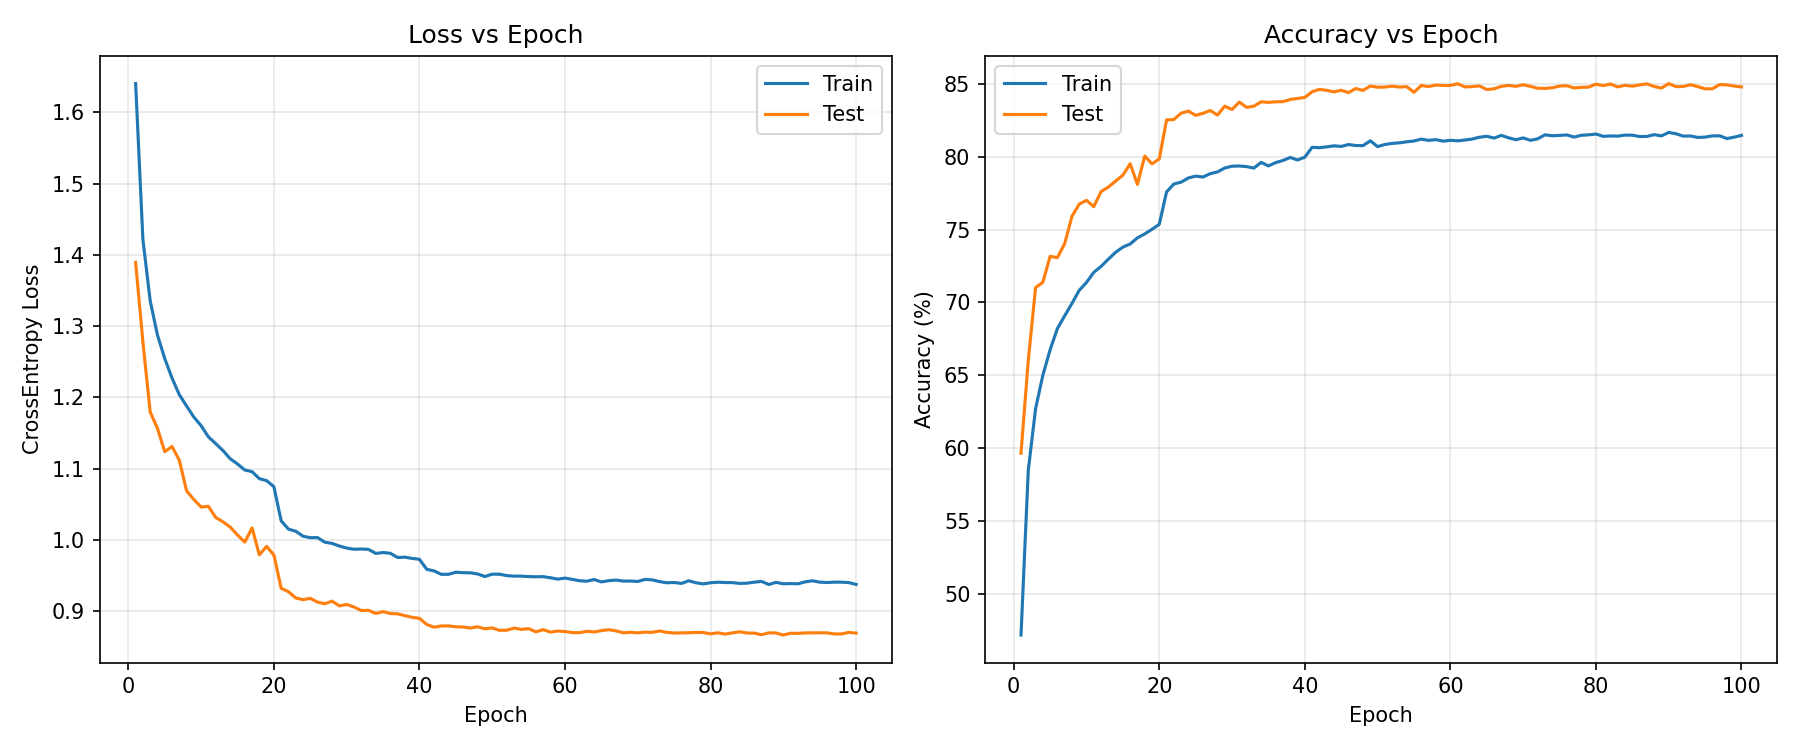 Loss vs Epoch
CrossEntropy Loss
1.6
1.5
1.4
1.3
1.2
1.1
1.0
0.9
0 20 40 60 80 100
Epoch
Train
Test
Accuracy vs Epoch
Accuracy (%)
85
80
75
70
65
60
55
50
0 20 40 60 80 100
Epoch
Train
Test